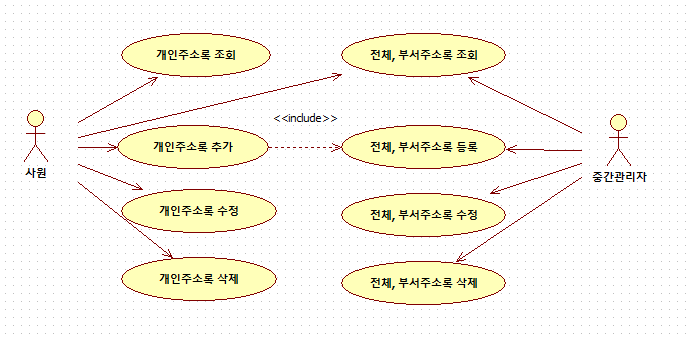 개인주소록 조회
전체, 부서주소록 조회
<<include>>
개인주소록 추가
전체, 부서주소록 등록
사원
중간관리자
개인주소록 수정
전체, 부서주소록 수정
개인주소록 삭제
전체, 부서주소록 삭제